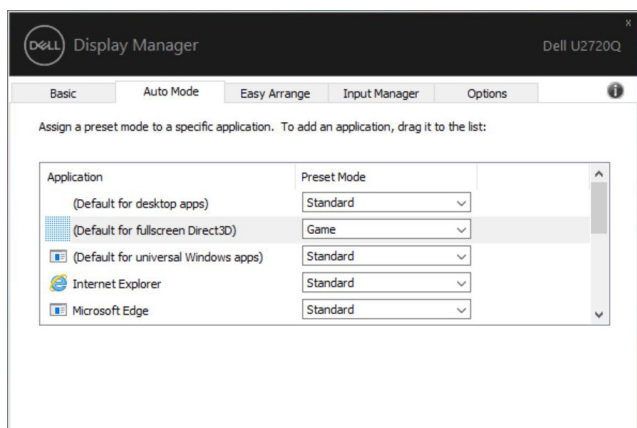 DELL Display Manager
Dell U2720Q
x
Basic Auto Mode Easy Arrange Input Manager Options i
Assign a preset mode to a specific application. To add an application, drag it to the list:
Application Preset Mode
(Default for desktop apps) Standard
(Default for fullscreen Direct3D) Game
(Default for universal Windows apps) Standard
Internet Explorer Standard
Microsoft Edge Standard